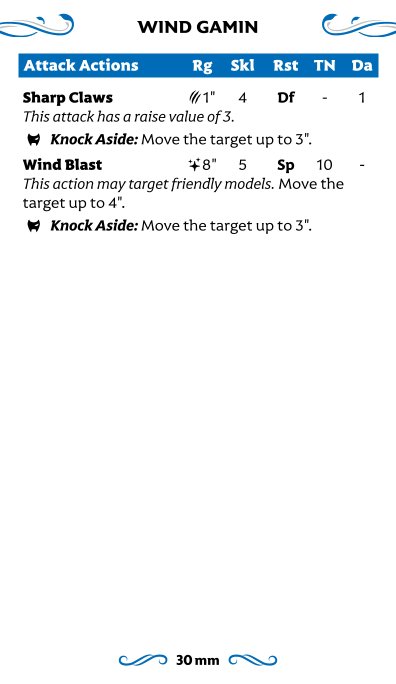 WIND GAMIN
Attack Actions Rg Skl Rst TN Da
Sharp Claws 1" 4 Df - 1
This attack has a raise value of 3.
Knock Aside: Move the target up to 3".
Wind Blast 8" 5 Sp 10 -
This action may target friendly models. Move the
target up to 4".
Knock Aside: Move the target up to 3".
30 mm